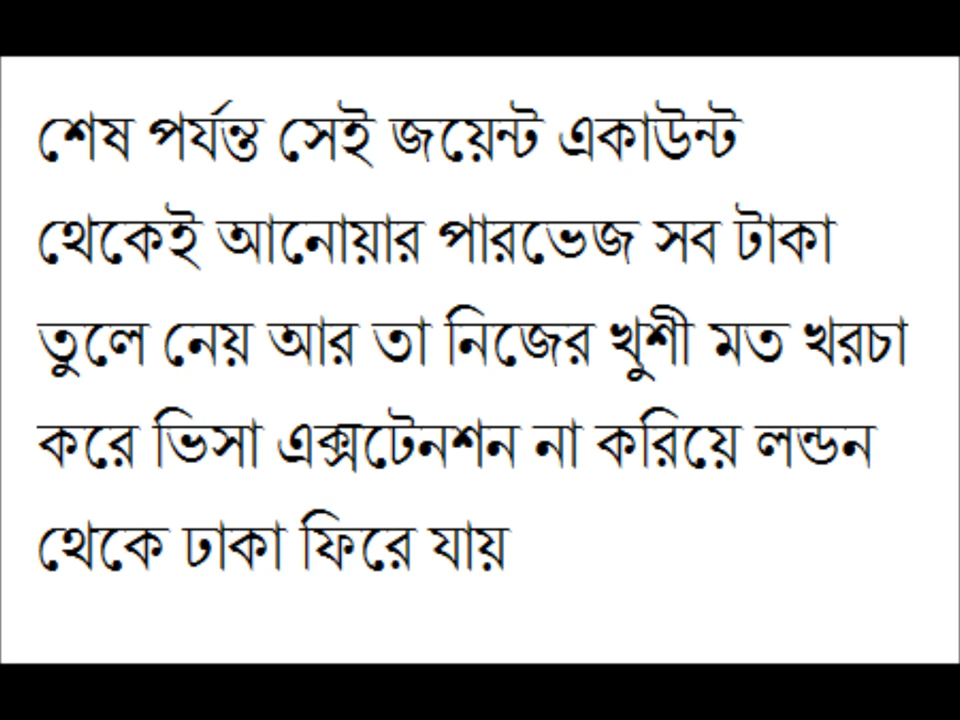 শেষ পর্যন্ত সেই জয়েন্ট একাউন্ট
থেকেই আনোয়ার পারভেজ সব টাকা
তুলে নেয় আর তা নিজের খুশী মত খরচা
করে ভিসা এক্সটেনশন না করিয়ে লন্ডন
থেকে ঢাকা ফিরে যায়